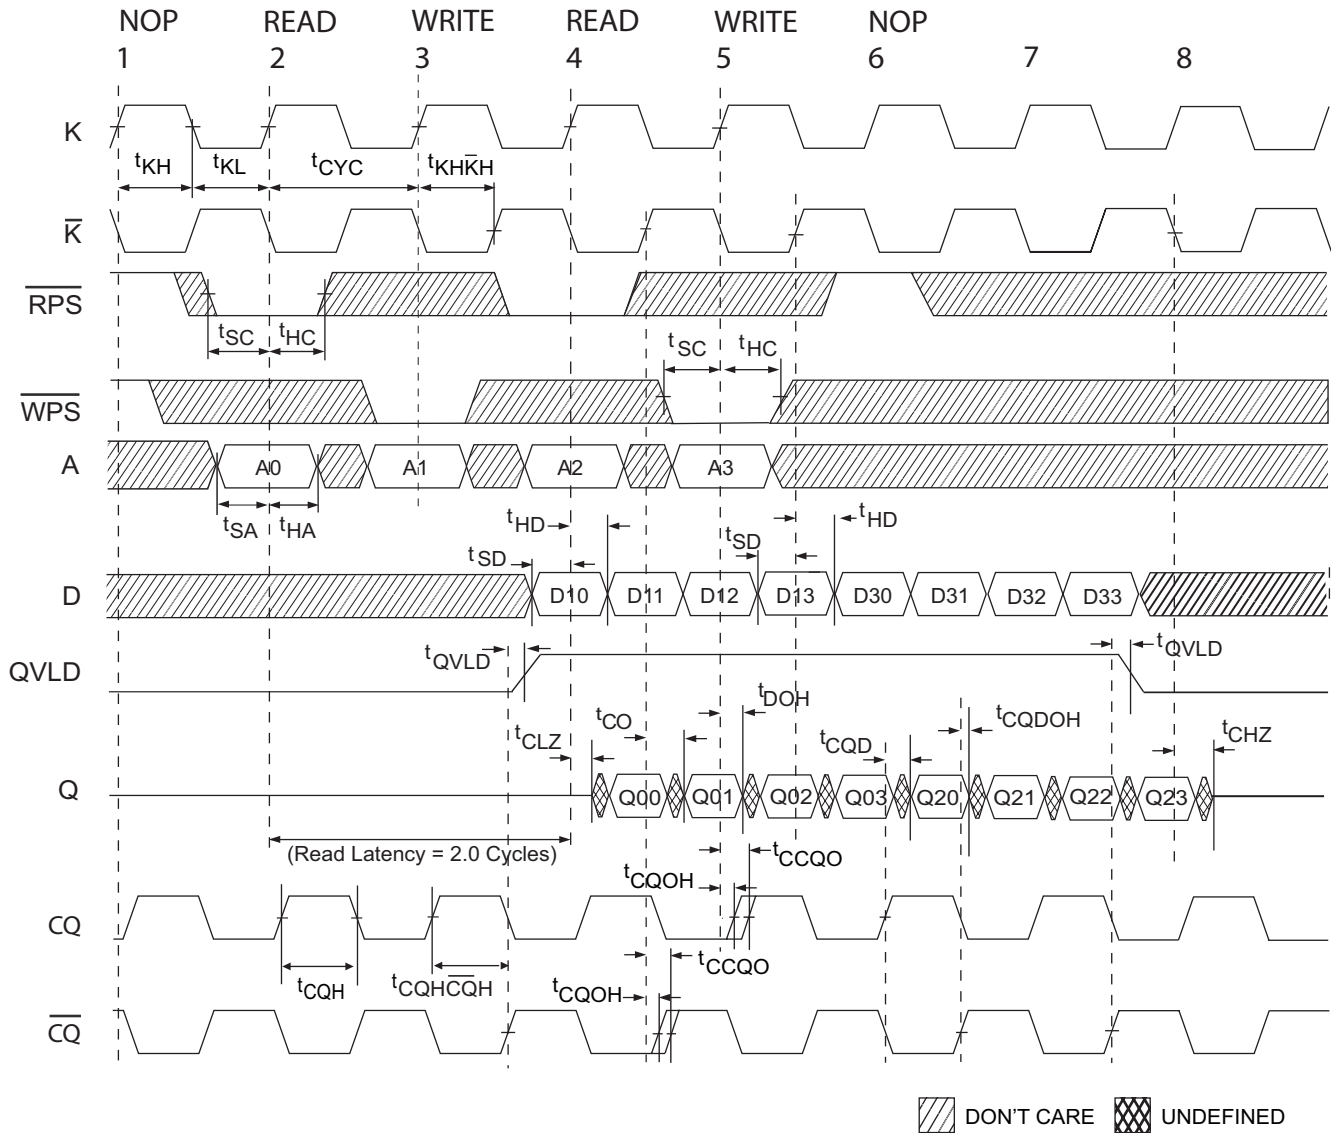 NOP READ WRITE READ WRITE NOP
1 2 3 4 5 6 7 8
K
tKH tKL tCYC tKHK̅H
K̅
R̅P̅S̅
tSC tHC tSC tHC
W̅P̅S̅
A A0 A1 A2 A3
tSA tHA
tHD tHD
tSD tSD
D D10 D11 D12 D13 D30 D31 D32 D33
tQVLD tQVLD
QVLD
tDOH
tCO tCQDOH
tCLZ tCQD tCHZ
Q Q00 Q01 Q02 Q03 Q20 Q21 Q22 Q23
(Read Latency = 2.0 Cycles)
tCCQO
tCQOH
CQ
tCCQO
tCQH tCQHC̅Q̅H tCQOH
C̅Q̅
DON'T CARE UNDEFINED